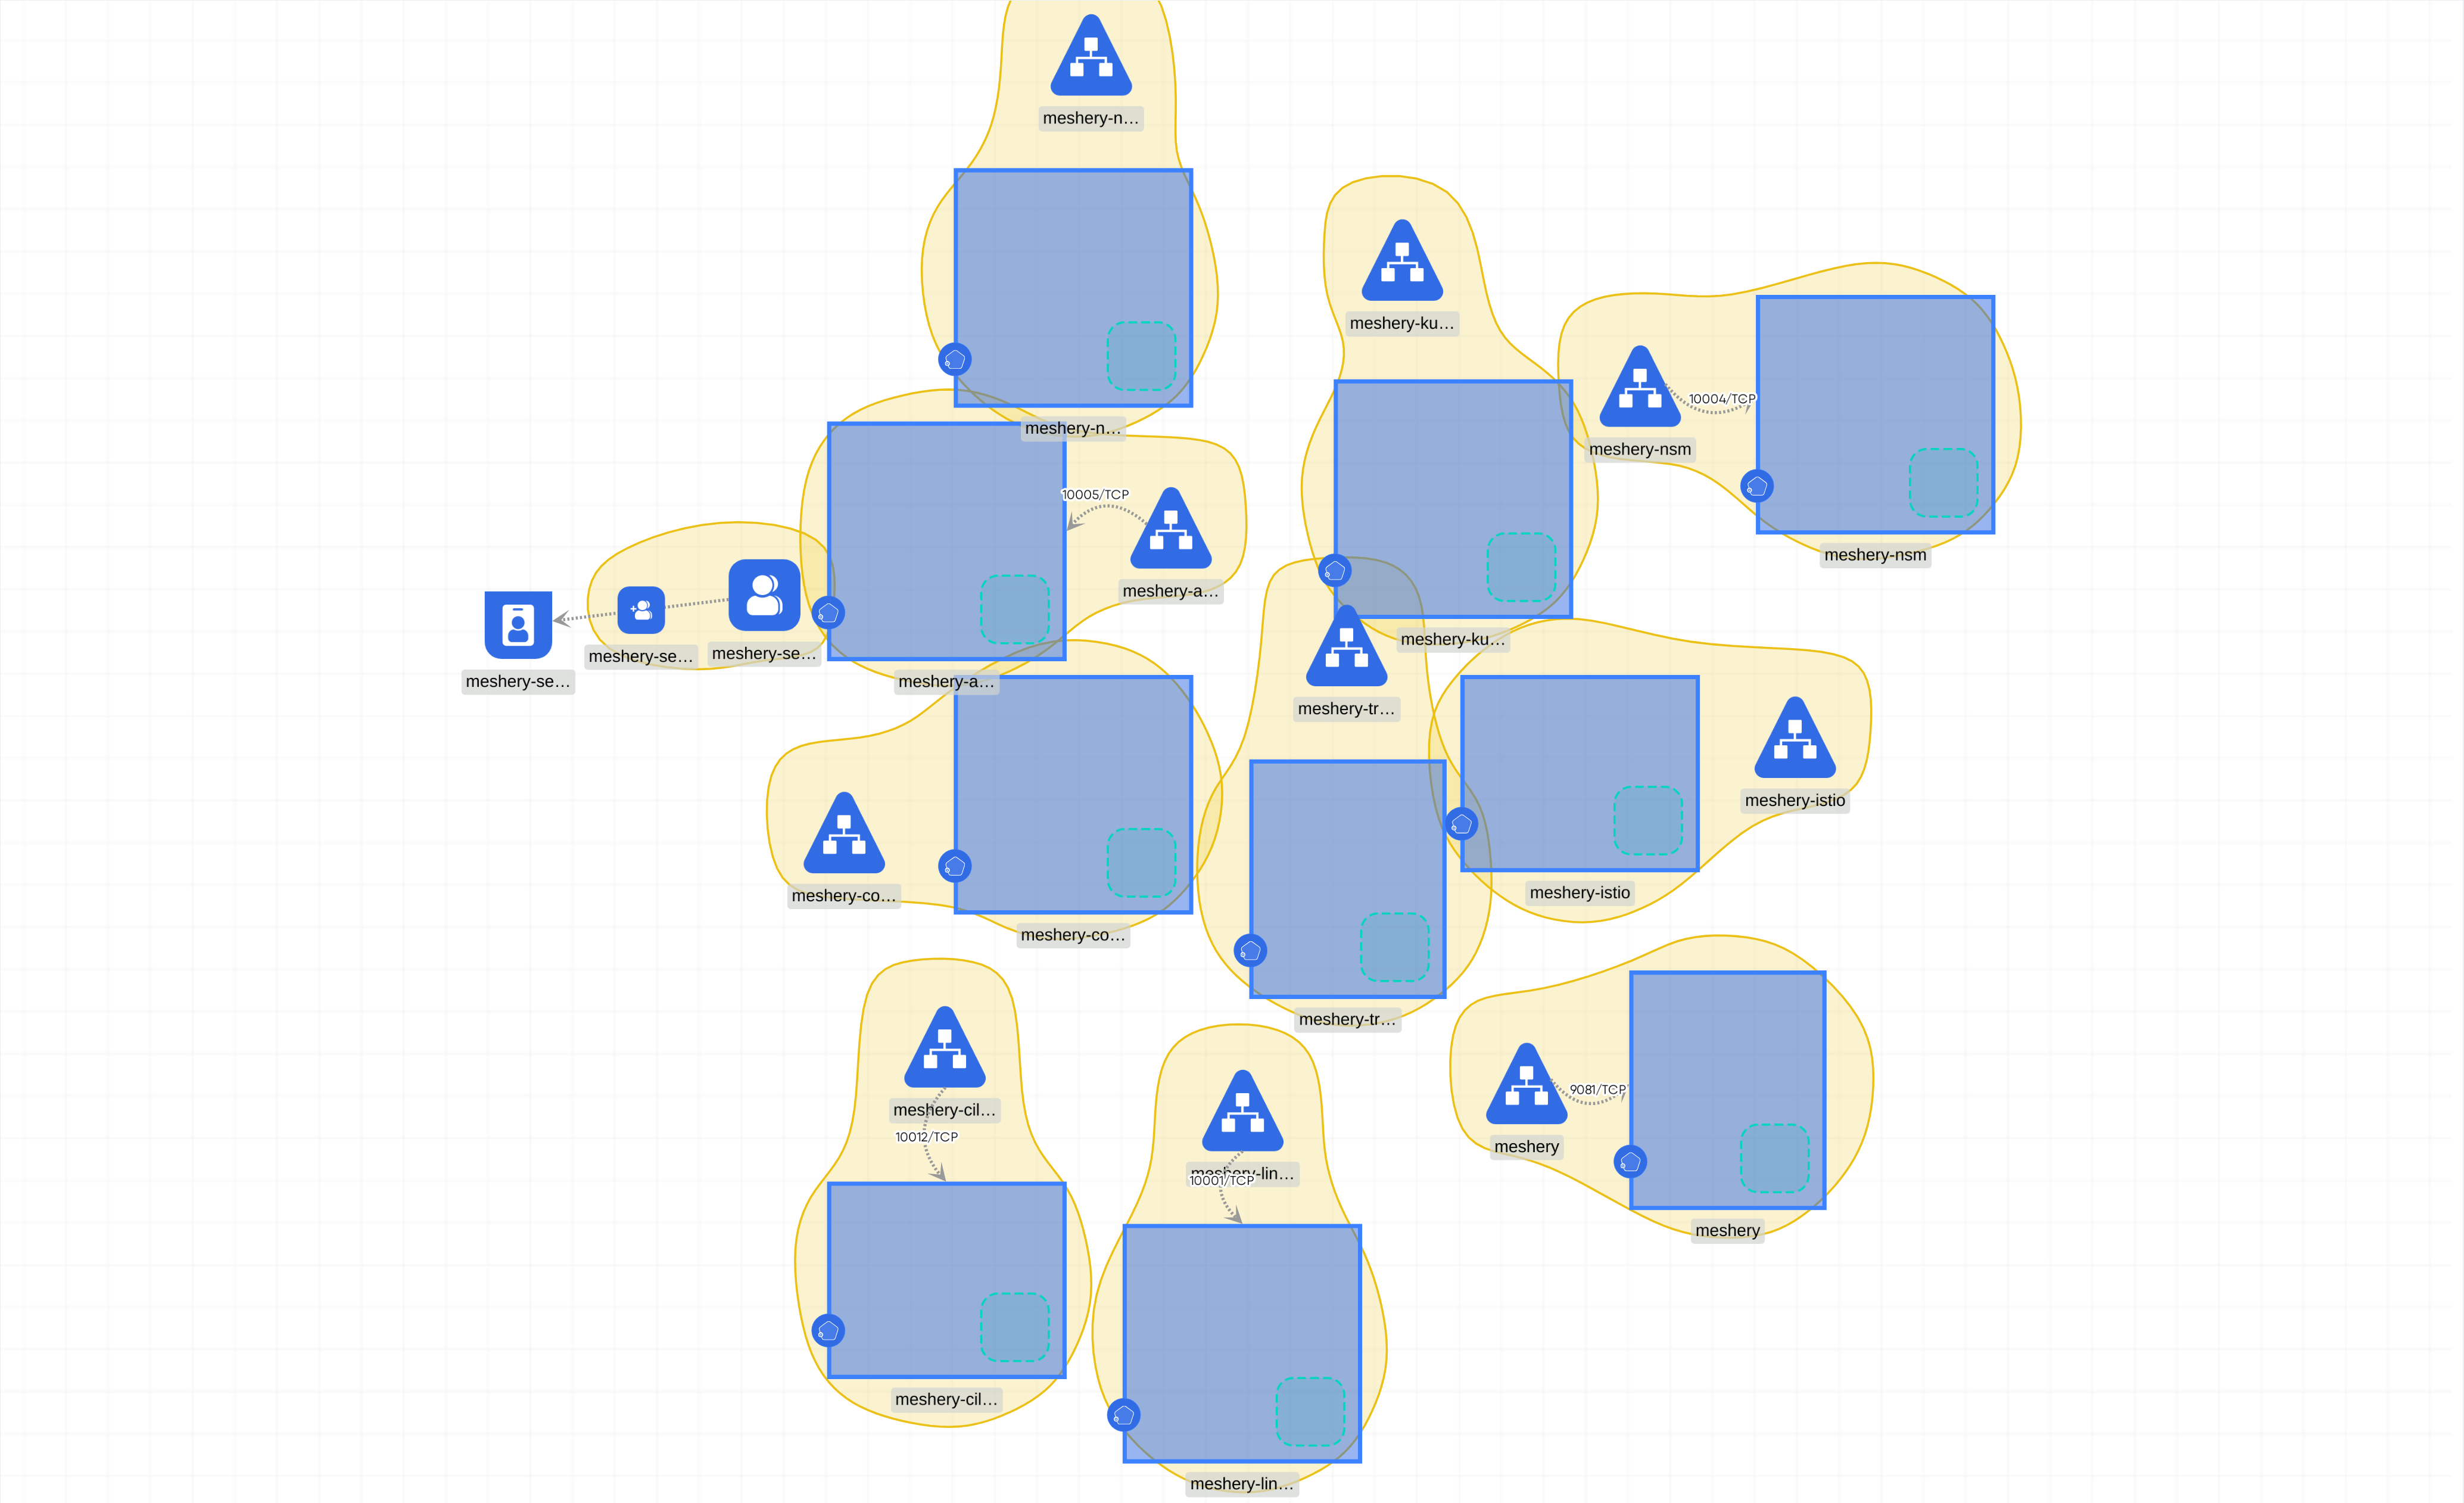 meshery-n…
meshery-n…
meshery-ku…
meshery-ku…
meshery-nsm
10004/TCP
meshery-nsm
10005/TCP
meshery-a…
meshery-a…
meshery-se…
meshery-se…
meshery-se…
meshery-co…
meshery-co…
meshery-tr…
meshery-tr…
meshery-istio
meshery-istio
meshery-cil…
10012/TCP
meshery-cil…
meshery-lin…
10001/TCP
meshery-lin…
meshery
9081/TCP
meshery